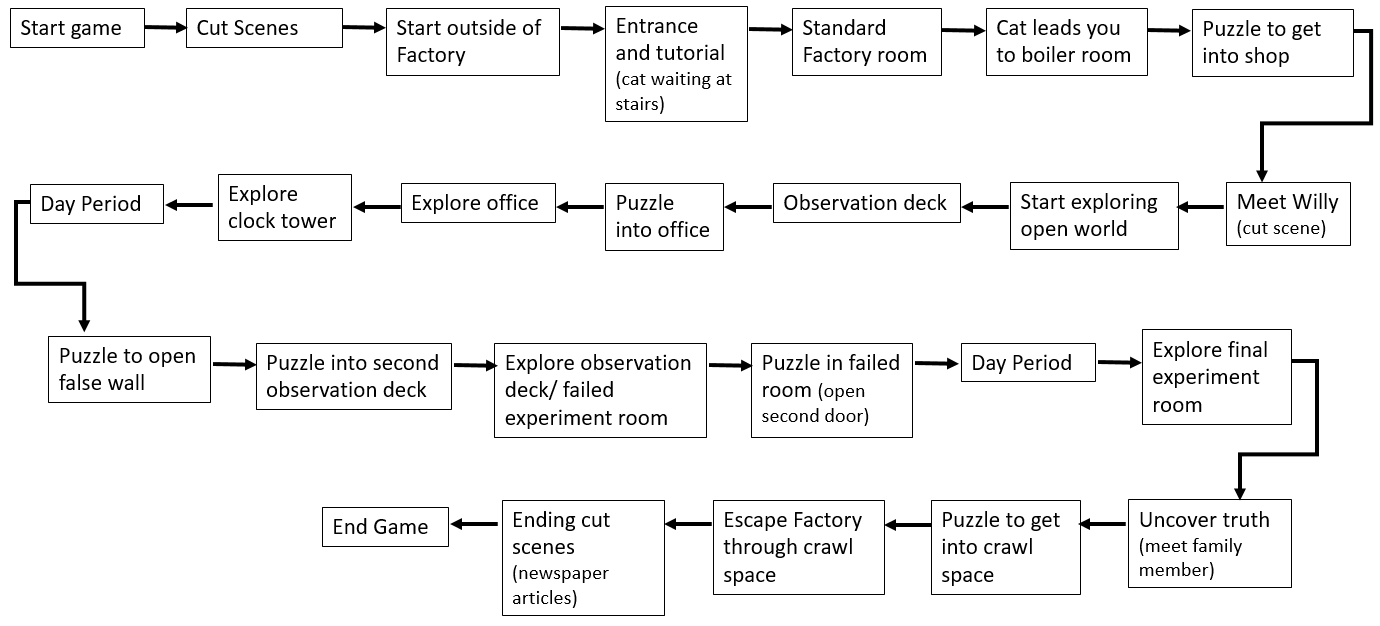 Start game
Cut Scenes
Start outside of
Factory
Entrance
and tutorial
(cat waiting at
stairs)
Standard
Factory room
Cat leads you
to boiler room
Puzzle to get
into shop
Meet Willy
(cut scene)
Start exploring
open world
Observation deck
Puzzle
into office
Explore office
Explore
clock tower
Day Period
Puzzle to open
false wall
Puzzle into second
observation deck
Explore observation
deck/ failed
experiment room
Puzzle in failed
room (open
second door)
Day Period
Explore final
experiment
room
Uncover truth
(meet family
member)
Puzzle to get
into crawl
space
Escape Factory
through crawl
space
Ending cut
scenes
(newspaper
articles)
End Game